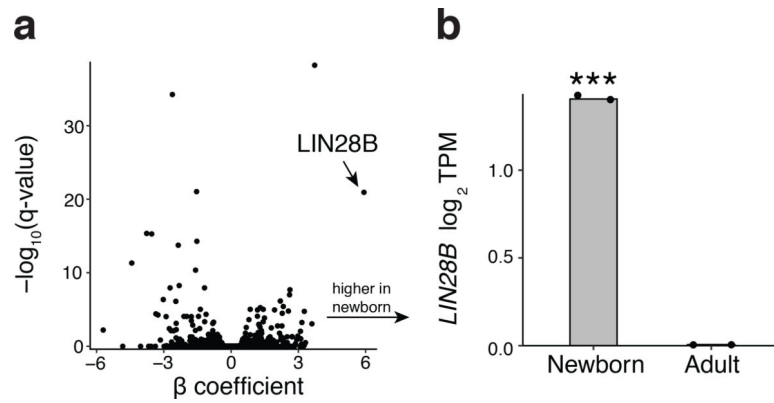 a
−log10(q-value)
30
20
10
0
−6
−3
0
3
6
β coefficient
LIN28B
higher in
newborn
b
LIN28B log2 TPM
1.0
0.5
0.0
***
Newborn
Adult